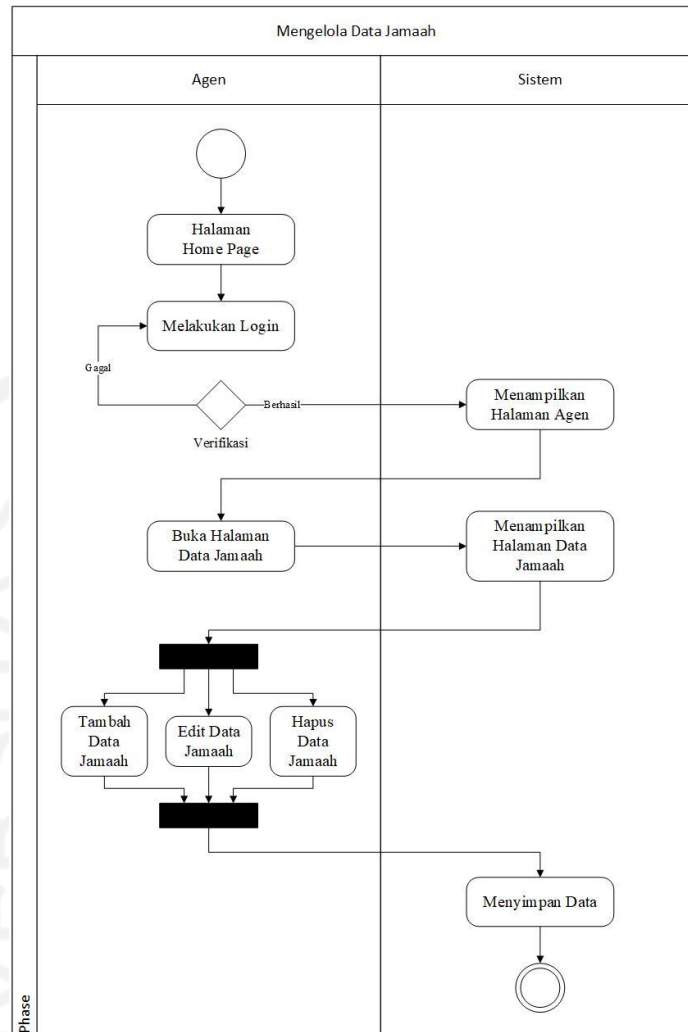 Mengelola Data Jamaah
Agen
Sistem
Halaman
Home Page
Melakukan Login
Gagal
Berhasil
Verifikasi
Menampilkan
Halaman Agen
Buka Halaman
Data Jamaah
Menampilkan
Halaman Data
Jamaah
Tambah
Data
Jamaah
Edit Data
Jamaah
Hapus
Data
Jamaah
Menyimpan Data
Phase